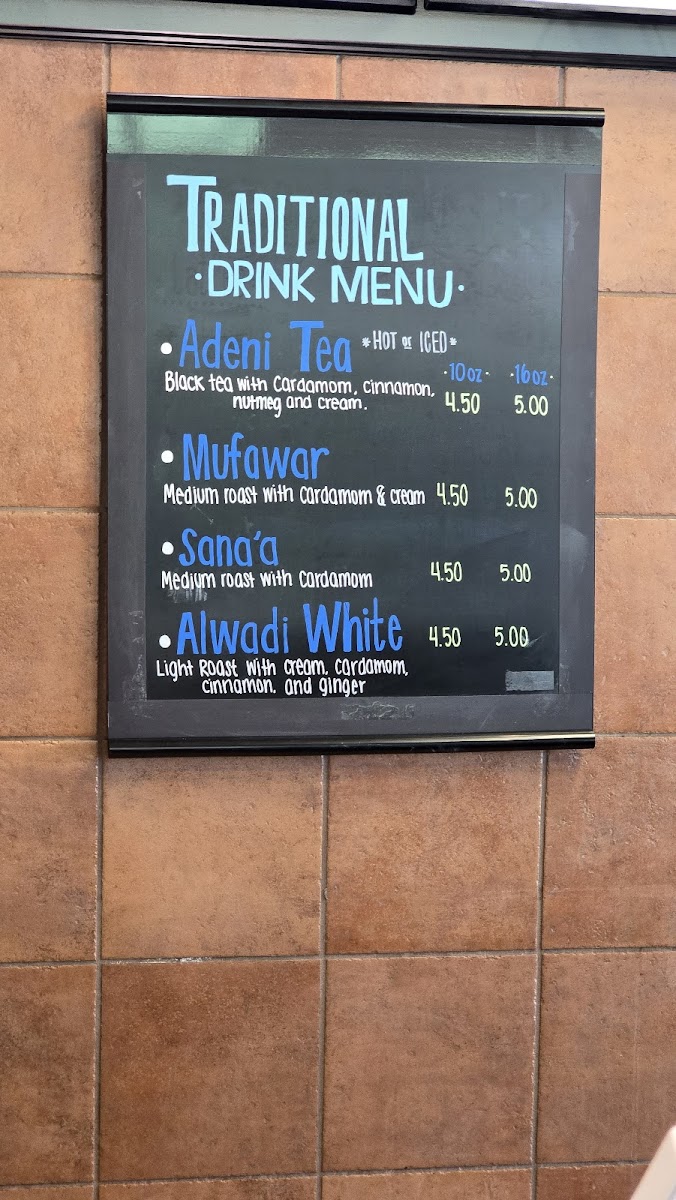 TRADITIONAL
·DRINK MENU·
• Adeni Tea *HOT or ICED*
·10oz· ·16oz·
Black tea with cardamom, cinnamon,
nutmeg and cream. 4.50 5.00
• Mufawar
Medium roast with cardamom & cream 4.50 5.00
• Sana'a
Medium roast with cardamom 4.50 5.00
• Alwadi White 4.50 5.00
Light Roast with cream, cardamom,
cinnamon. and ginger